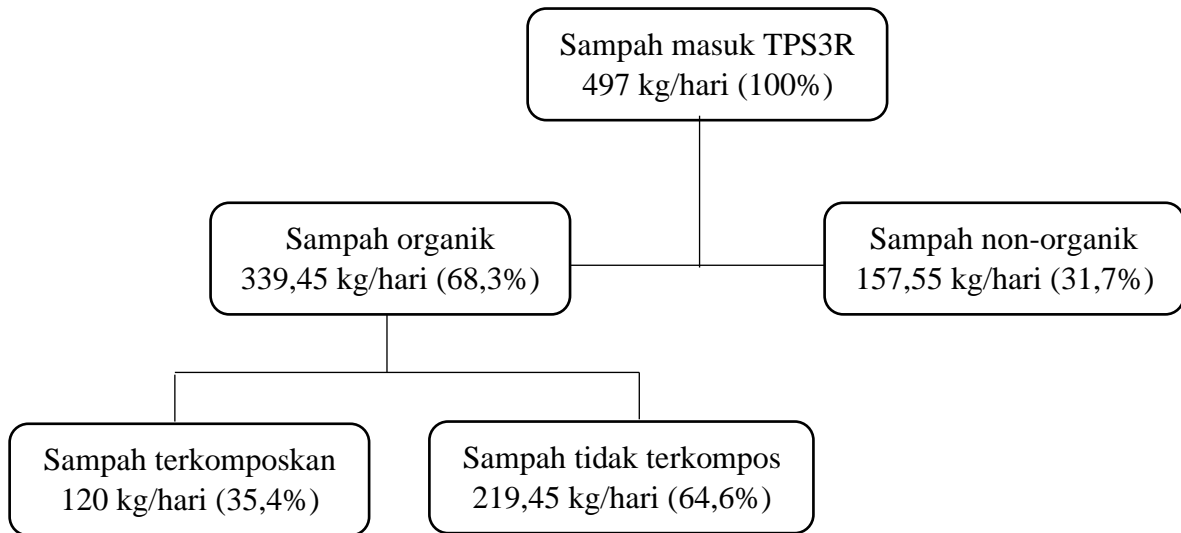 Sampah masuk TPS3R
497 kg/hari (100%)
Sampah organik
339,45 kg/hari (68,3%)
Sampah non-organik
157,55 kg/hari (31,7%)
Sampah terkomposkan
120 kg/hari (35,4%)
Sampah tidak terkompos
219,45 kg/hari (64,6%)